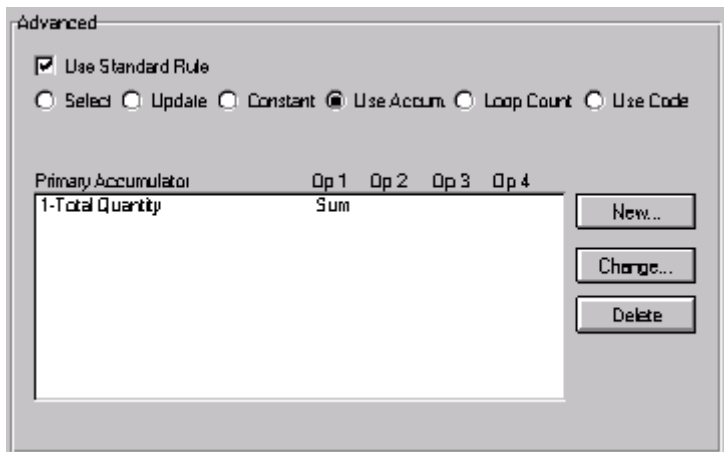 Advanced
Use Standard Rule
Select Update Constant Use Accum. Loop Count Use Code
Primary Accumulator Op 1 Op 2 Op 3 Op 4
1-Total Quantity Sum
New...
Change...
Delete